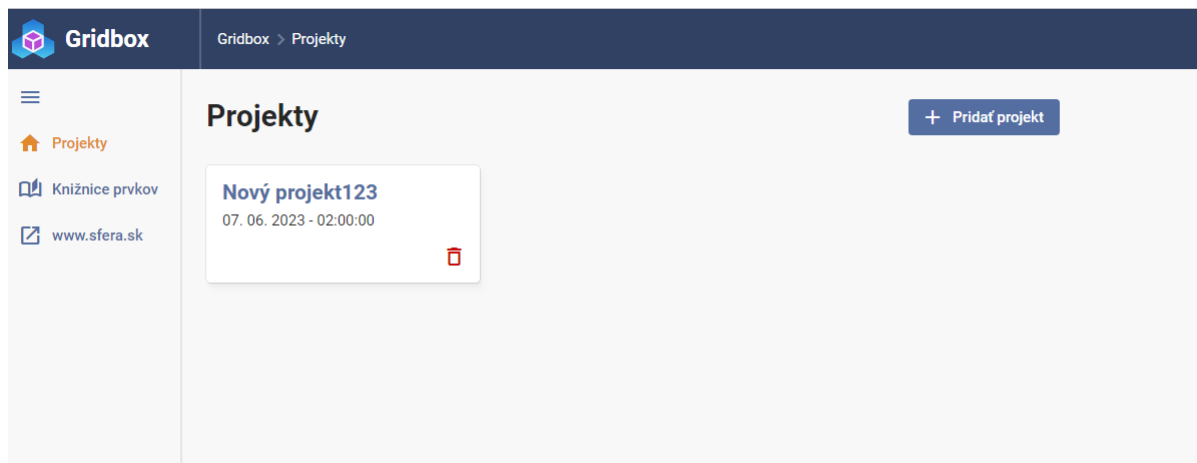 Gridbox
Gridbox > Projekty
Projekty
Knižnice prvkov
www.sfera.sk
Projekty
Pridať projekt
Nový projekt123
07. 06. 2023 - 02:00:00